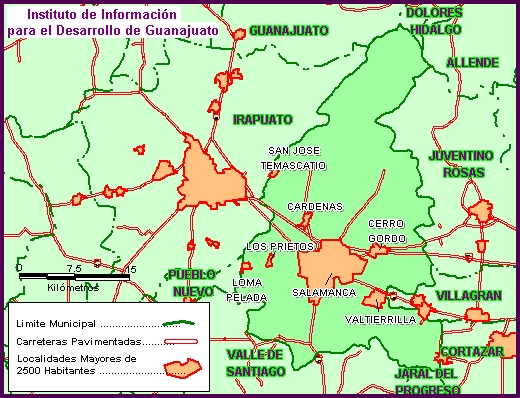 Instituto de Información
para el Desarrollo de Guanajuato
DOLORES
HIDALGO
GUANAJUATO
ALLENDE
IRAPUATO
SAN JOSE
TEMASCATIO
JUVENTINO
ROSAS
CARDENAS
CERRO
GORDO
LOS PRIETOS
0 7.5 15
Kilómetros
PUEBLO
NUEVO
LOMA
PELADA
SALAMANCA
VILLAGRAN
VALTIERRILLA
Limite Municipal
Carreteras Pavimentadas
Localidades Mayores de
2500 Habitantes
VALLE DE
SANTIAGO
CORTAZAR
JARAL DEL
PROGRESO